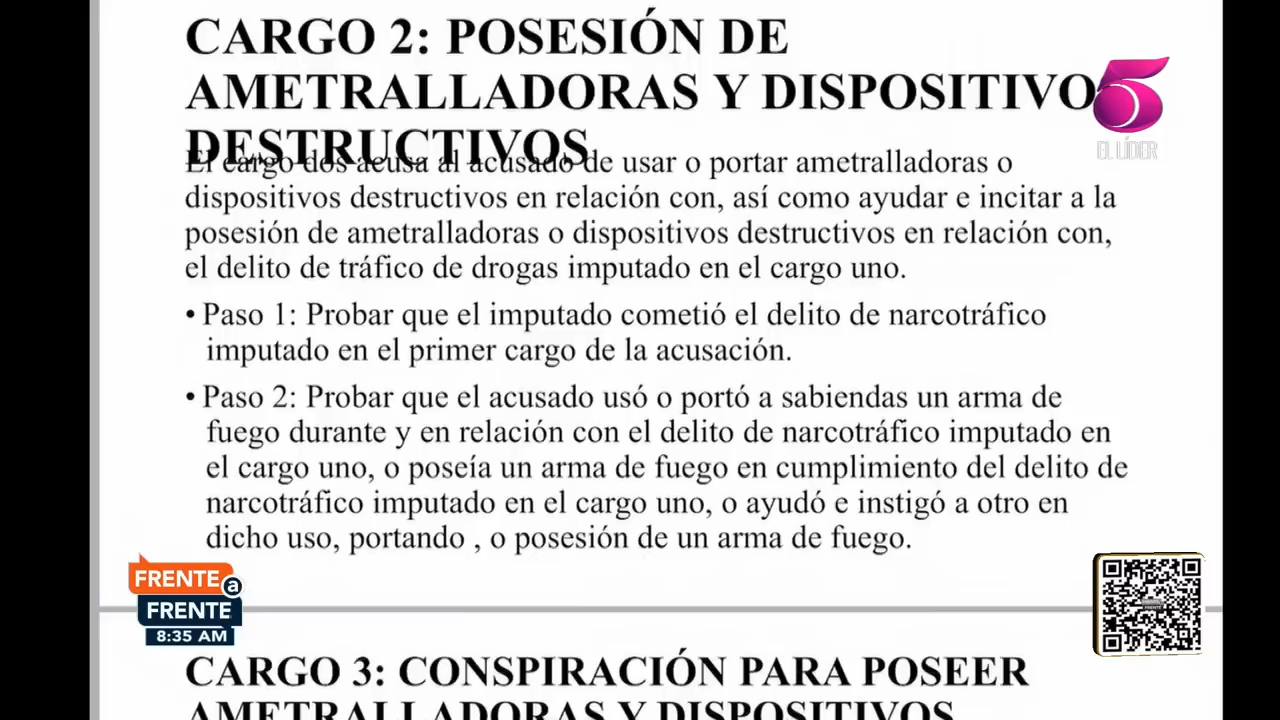 CARGO 2: POSESIÓN DE
AMETRALLADORAS Y DISPOSITIVO
DESTRUCTIVOS
El cargo dos acusa al acusado de usar o portar ametralladoras o
dispositivos destructivos en relación con, así como ayudar e incitar a la
posesión de ametralladoras o dispositivos destructivos en relación con,
el delito de tráfico de drogas imputado en el cargo uno.
• Paso 1: Probar que el imputado cometió el delito de narcotráfico
imputado en el primer cargo de la acusación.
• Paso 2: Probar que el acusado usó o portó a sabiendas un arma de
fuego durante y en relación con el delito de narcotráfico imputado en
el cargo uno, o poseía un arma de fuego en cumplimiento del delito de
narcotráfico imputado en el cargo uno, o ayudó e instigó a otro en
dicho uso, portando , o posesión de un arma de fuego.
CARGO 3: CONSPIRACIÓN PARA POSEER
AMETRALLADORAS Y DISPOSITIVOS
5
EL LÍDER
FRENTE a
FRENTE
8:35 AM